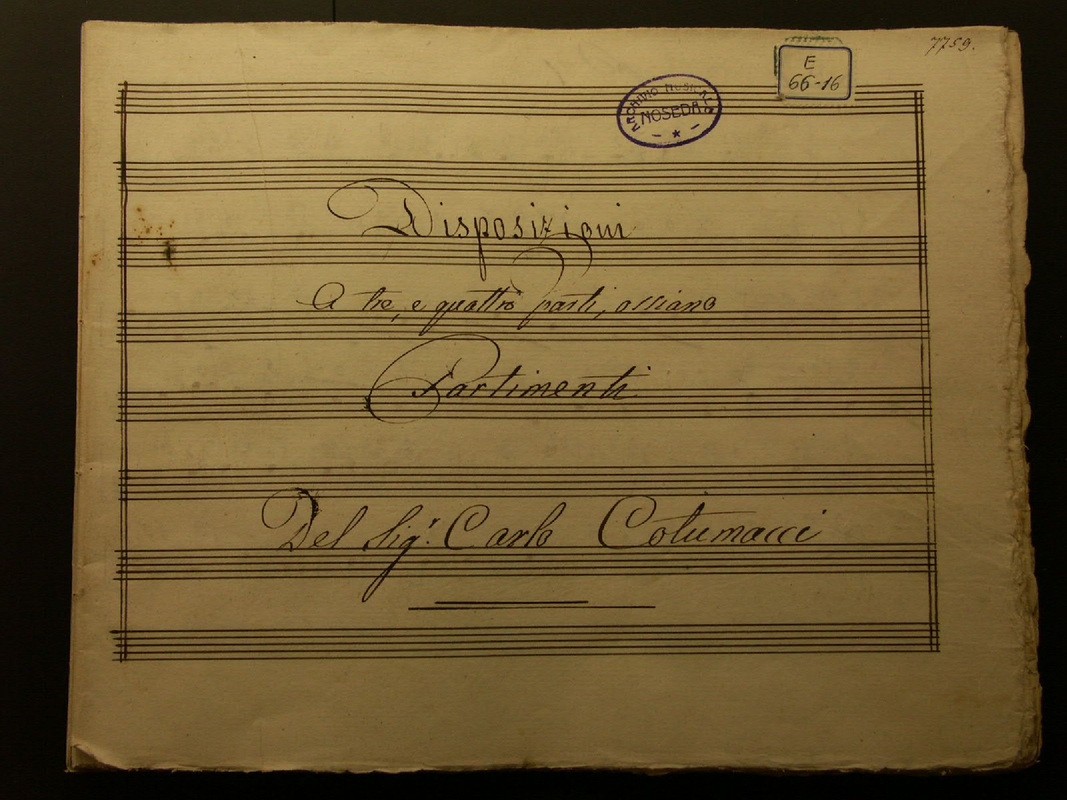 7759.
E
66-16
ARCHIVIO MUSICALE
NOSEDA
Disposizioni
A tre, e quattro parti, ossiano
Partimenti
Del Sig.r Carlo Cotumacci